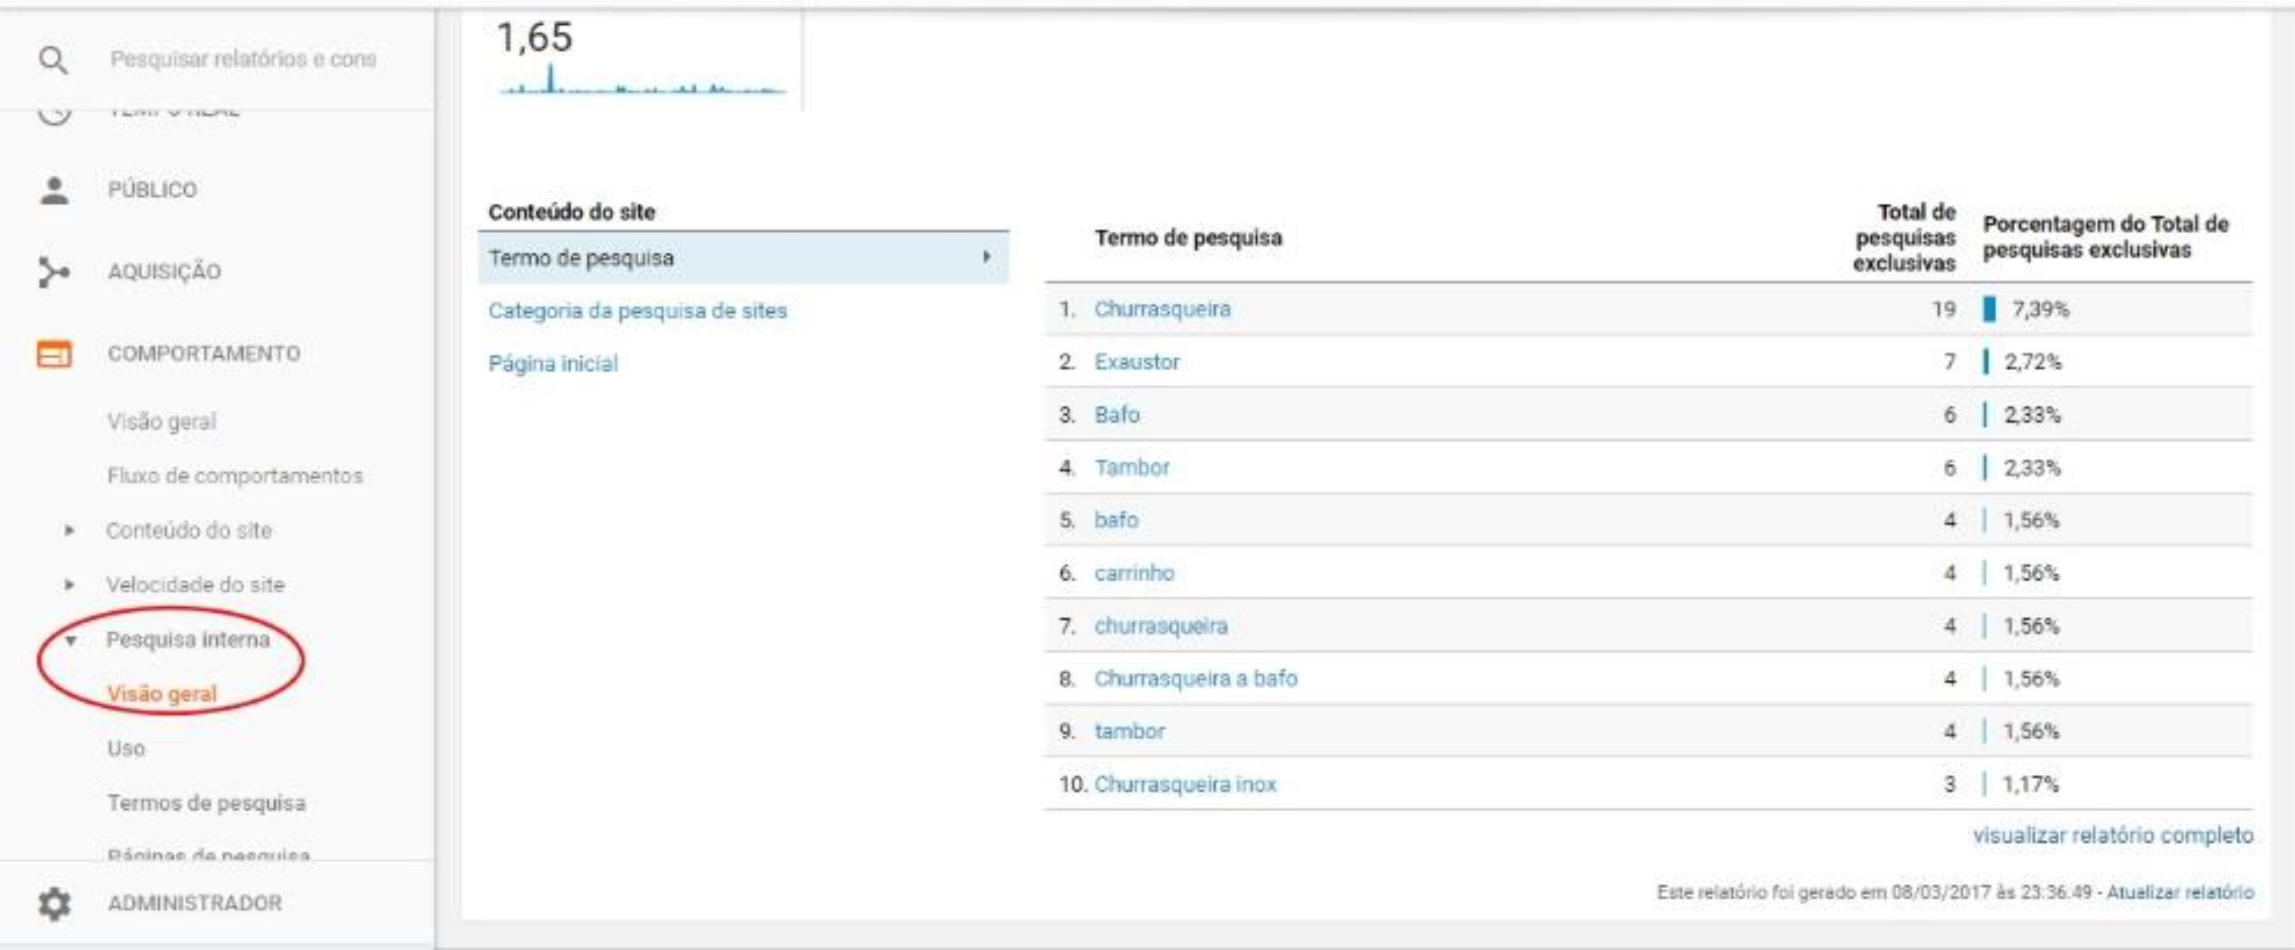 Pesquisar relatórios e cons
TEMPO REAL
PÚBLICO
AQUISIÇÃO
COMPORTAMENTO
Visão geral
Fluxo de comportamentos
Conteúdo do site
Velocidade do site
Pesquisa interna
Visão geral
Uso
Termos de pesquisa
Páginas de pesquisa
ADMINISTRADOR
1,65
Conteúdo do site
Termo de pesquisa
Categoria da pesquisa de sites
Página inicial
Termo de pesquisa
Total de
pesquisas
exclusivas
Porcentagem do Total de
pesquisas exclusivas
1. Churrasqueira 19 7,39%
2. Exaustor 7 2,72%
3. Bafo 6 2,33%
4. Tambor 6 2,33%
5. bafo 4 1,56%
6. carrinho 4 1,56%
7. churrasqueira 4 1,56%
8. Churrasqueira a bafo 4 1,56%
9. tambor 4 1,56%
10. Churrasqueira inox 3 1,17%
visualizar relatório completo
Este relatório foi gerado em 08/03/2017 às 23:36:49 - Atualizar relatório